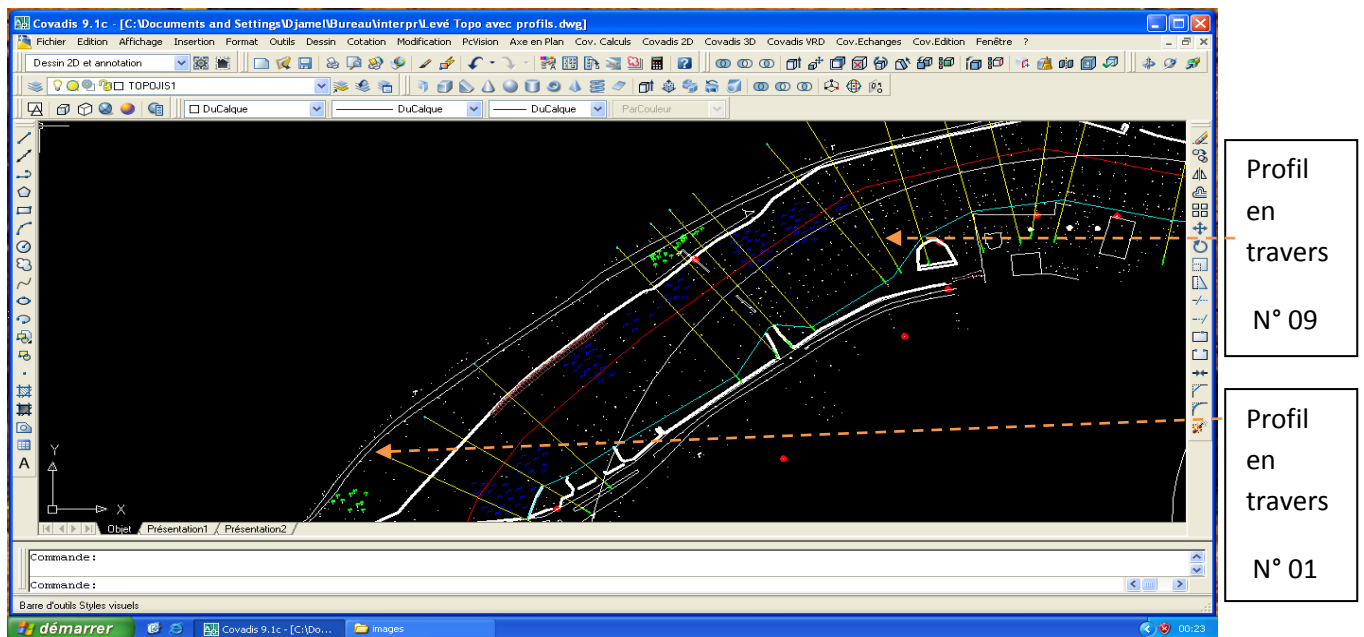 Covadis 9.1c - [C:\Documents and Settings\Djamel\Bureau\interpr\Levé Topo avec profils.dwg]
Fichier Edition Affichage Insertion Format Outils Dessin Cotation Modification PcVision Axe en Plan Cov. Calculs Covadis 2D Covadis 3D Covadis VRD Cov.Echanges Cov.Edition Fenêtre ?
Dessin 2D et annotation
TOPOJIS1
DuCalque DuCalque DuCalque ParCouleur
Profil
en
travers
N° 09
Profil
en
travers
N° 01
A
Y
X
Objet Présentation1 Présentation2
Commande:
Commande:
Barre d'outils Styles visuels
démarrer Covadis 9.1c - [C:\Do... images 00:23